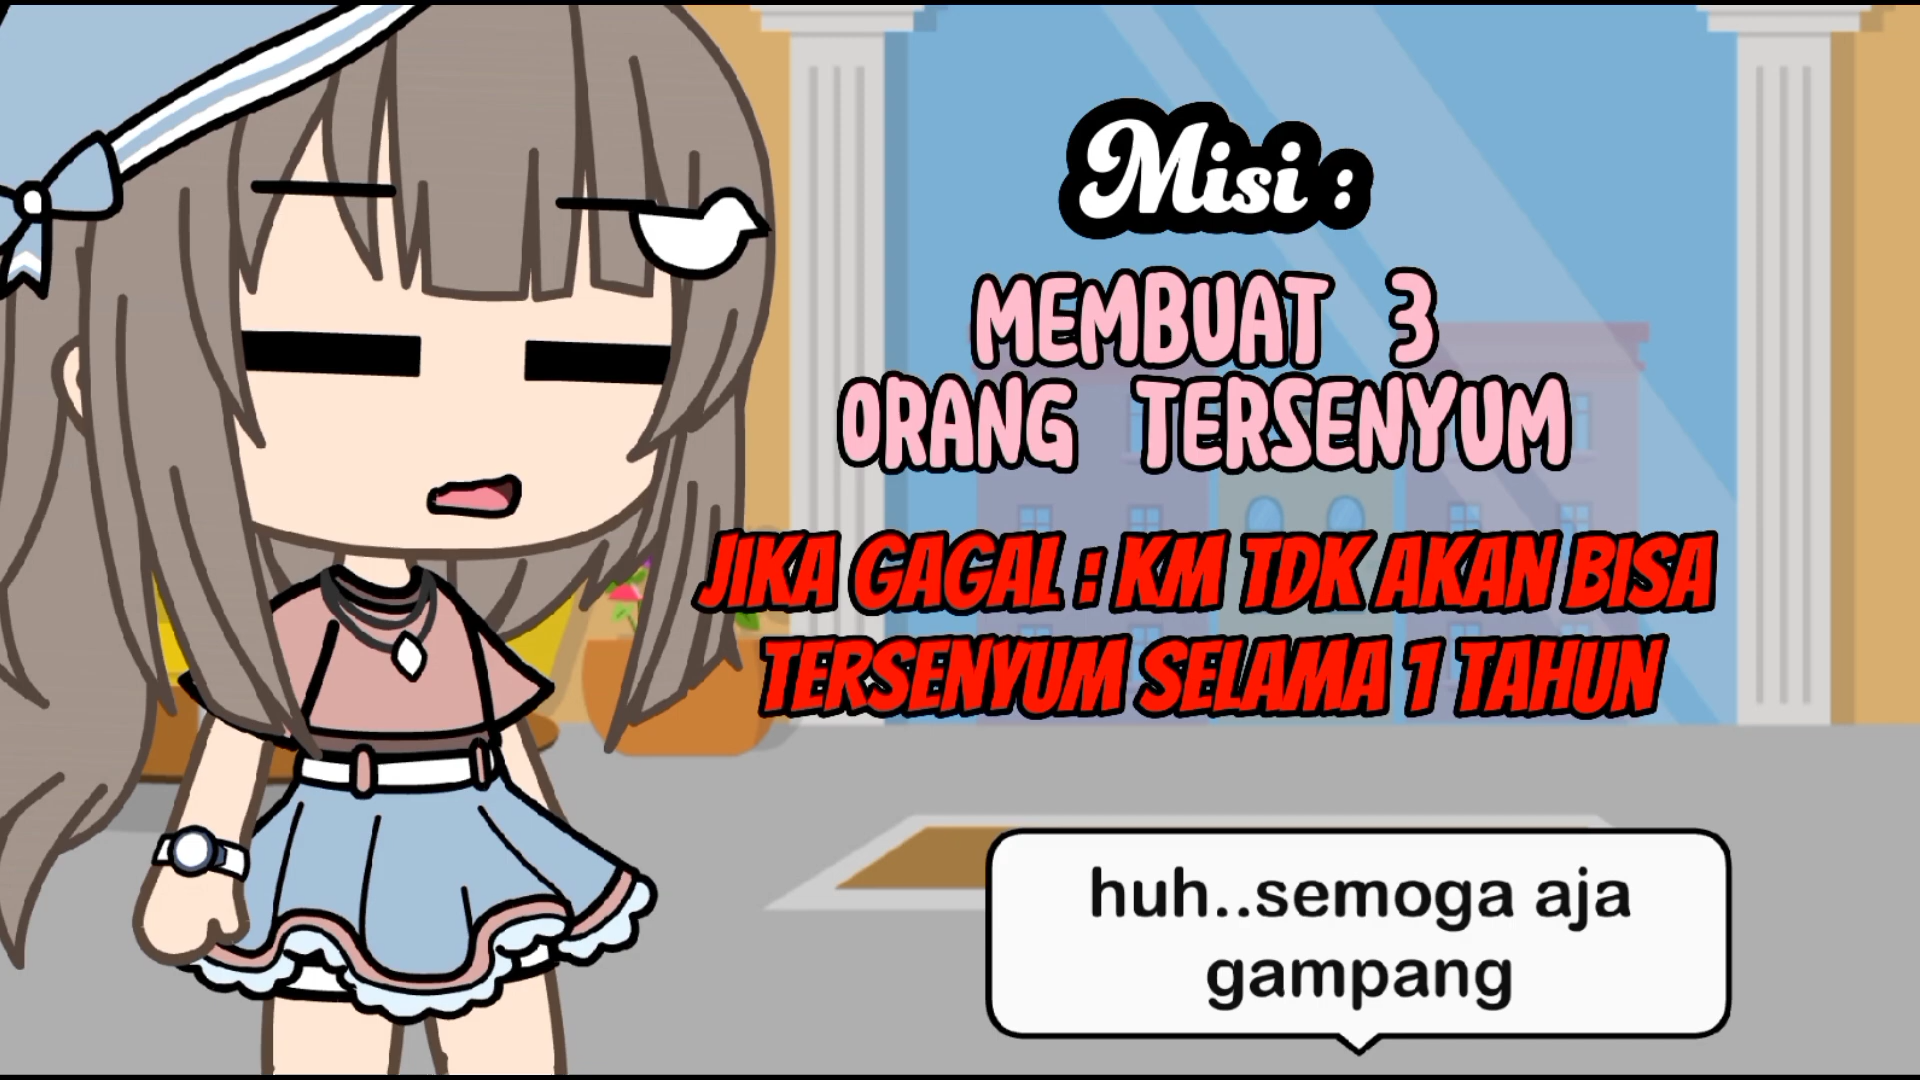 Misi :
MEMBUAT 3
ORANG TERSENYUM
JIKA GAGAL : KM TDK AKAN BISA
TERSENYUM SELAMA 1 TAHUN
huh..semoga aja
gampang